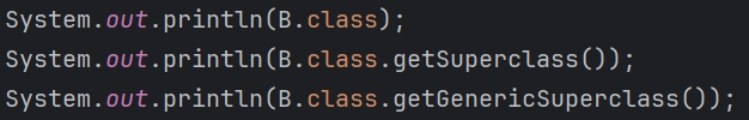 System.out.println(B.class);
System.out.println(B.class.getSuperclass());
System.out.println(B.class.getGenericSuperclass());